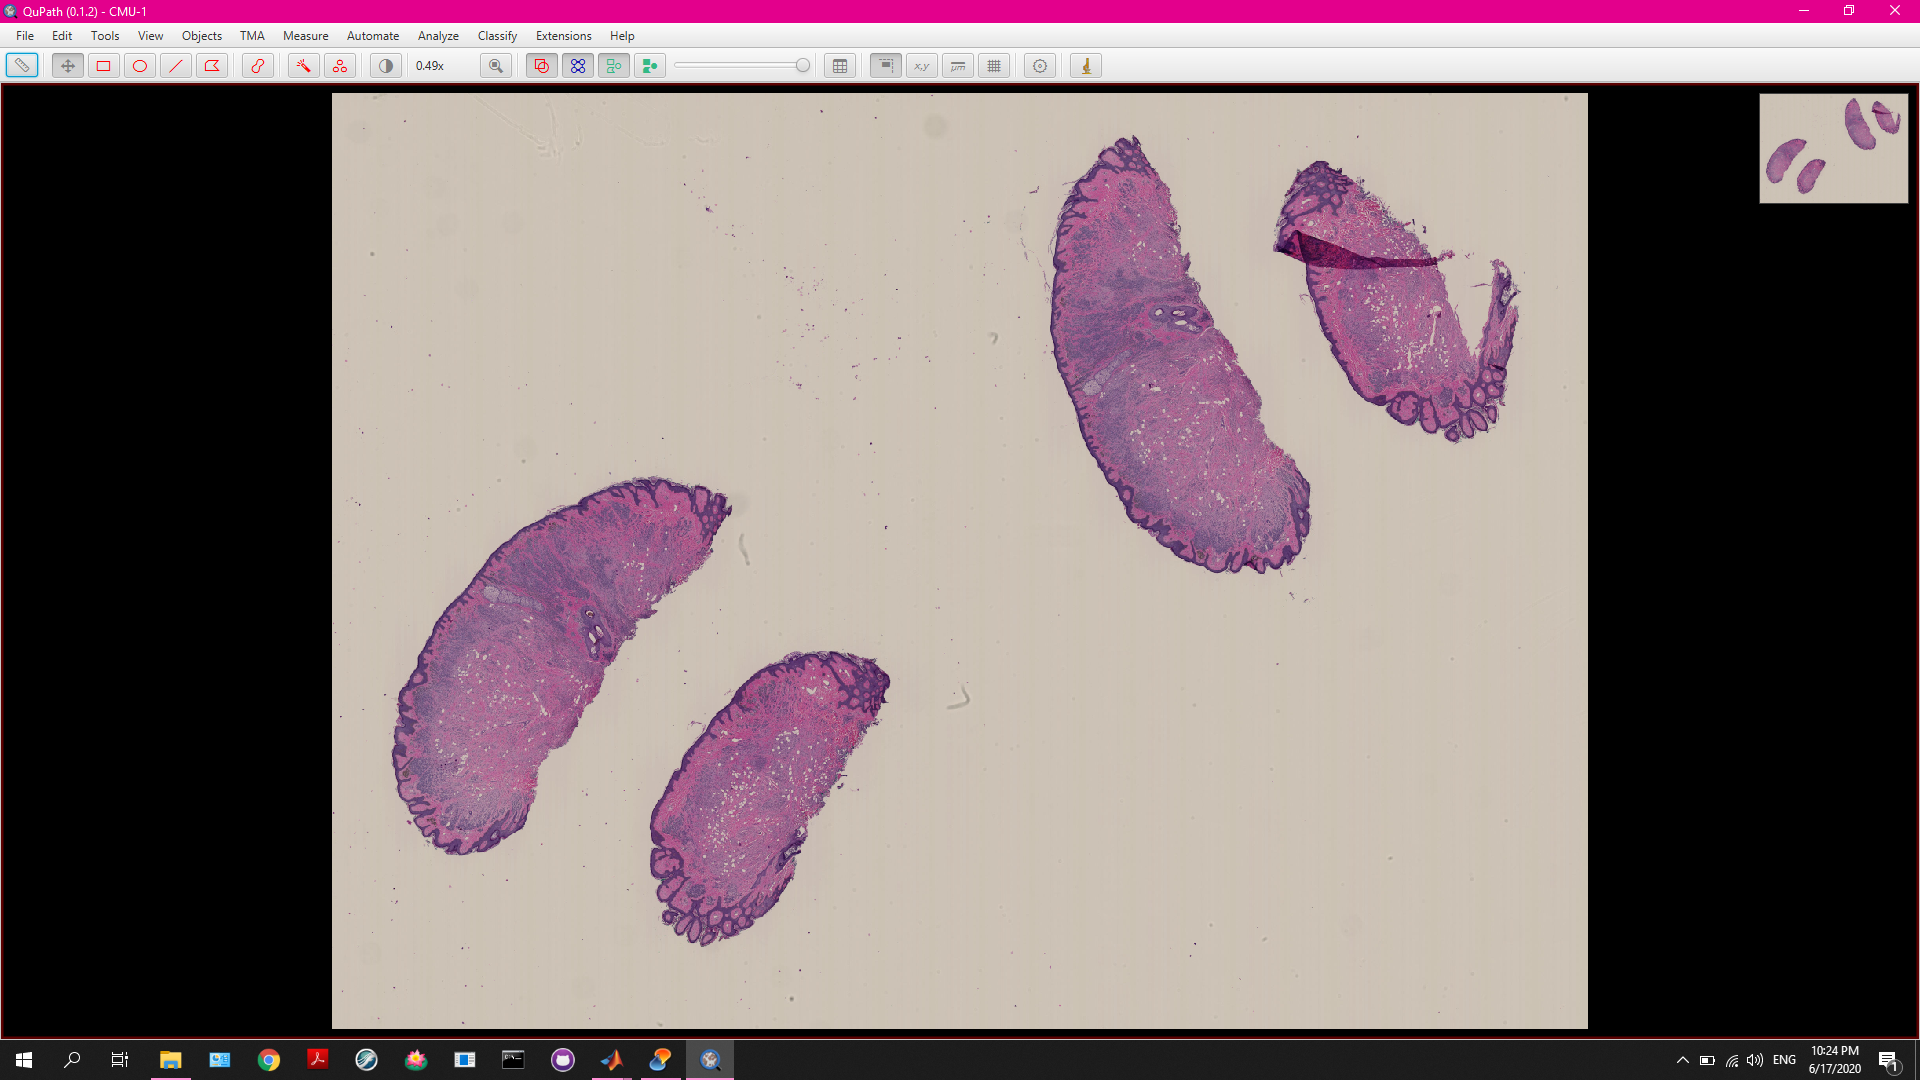 QuPath (0.1.2) - CMU-1
File Edit Tools View Objects TMA Measure Automate Analyze Classify Extensions Help
0.49x x,y µm
ENG 10:24 PM
6/17/2020 1